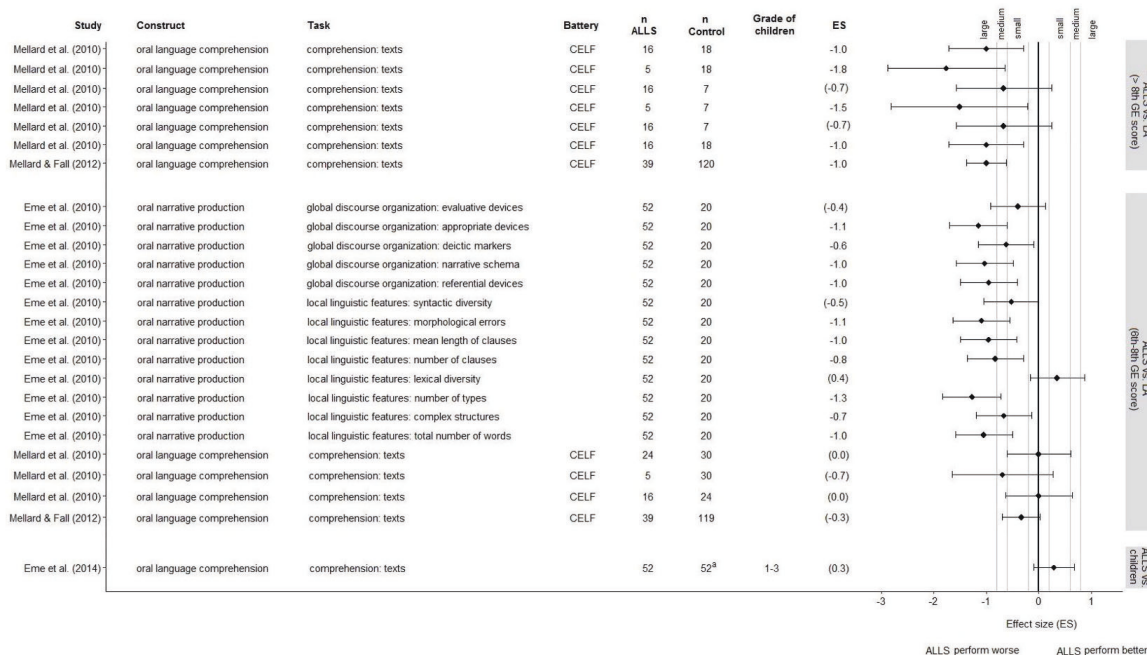 Study Construct Task Battery n ALLS n Control Grade of children ES large medium small small medium large
Mellard et al. (2010) oral language comprehension comprehension: texts CELF 16 18 -1.0
Mellard et al. (2010) oral language comprehension comprehension: texts CELF 5 18 -1.8
Mellard et al. (2010) oral language comprehension comprehension: texts CELF 16 7 (-0.7)
Mellard et al. (2010) oral language comprehension comprehension: texts CELF 5 7 -1.5
Mellard et al. (2010) oral language comprehension comprehension: texts CELF 16 7 (-0.7)
Mellard et al. (2010) oral language comprehension comprehension: texts CELF 16 18 -1.0
Mellard & Fall (2012) oral language comprehension comprehension: texts CELF 39 120 -1.0
ALLS vs. LA
(> 8th GE score)
Eme et al. (2010) oral narrative production global discourse organization: evaluative devices 52 20 (-0.4)
Eme et al. (2010) oral narrative production global discourse organization: appropriate devices 52 20 -1.1
Eme et al. (2010) oral narrative production global discourse organization: deictic markers 52 20 -0.6
Eme et al. (2010) oral narrative production global discourse organization: narrative schema 52 20 -1.0
Eme et al. (2010) oral narrative production global discourse organization: referential devices 52 20 -1.0
Eme et al. (2010) oral narrative production local linguistic features: syntactic diversity 52 20 (-0.5)
Eme et al. (2010) oral narrative production local linguistic features: morphological errors 52 20 -1.1
Eme et al. (2010) oral narrative production local linguistic features: mean length of clauses 52 20 -1.0
Eme et al. (2010) oral narrative production local linguistic features: number of clauses 52 20 -0.8
Eme et al. (2010) oral narrative production local linguistic features: lexical diversity 52 20 (0.4)
Eme et al. (2010) oral narrative production local linguistic features: number of types 52 20 -1.3
Eme et al. (2010) oral narrative production local linguistic features: complex structures 52 20 -0.7
Eme et al. (2010) oral narrative production local linguistic features: total number of words 52 20 -1.0
Mellard et al. (2010) oral language comprehension comprehension: texts CELF 24 30 (0.0)
Mellard et al. (2010) oral language comprehension comprehension: texts CELF 5 30 (-0.7)
Mellard et al. (2010) oral language comprehension comprehension: texts CELF 16 24 (0.0)
Mellard & Fall (2012) oral language comprehension comprehension: texts CELF 39 119 (-0.3)
ALLS vs. LA
(6th-8th GE score)
Eme et al. (2014) oral language comprehension comprehension: texts 52 52ᵃ 1-3 (0.3)
ALLS vs.
children
-3 -2 -1 0 1
Effect size (ES)
ALLS perform worse ALLS perform better